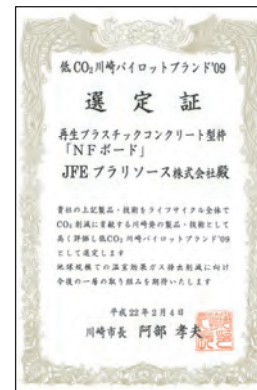 低CO₂川崎パイロットブランド'09
選定証
再生プラスチックコンクリート型枠
「NFボード」
JFEプラリソース株式会社殿
貴社の上記製品・技術をライフサイクル全体で
CO₂削減に貢献する川崎発の製品・技術として
高く評価し低CO₂川崎パイロットブランド'09
として選定します
地球規模での温室効果ガス排出削減に向け
今後の一層の取り組みを期待いたします
平成22年2月4日
川崎市長 阿部孝夫